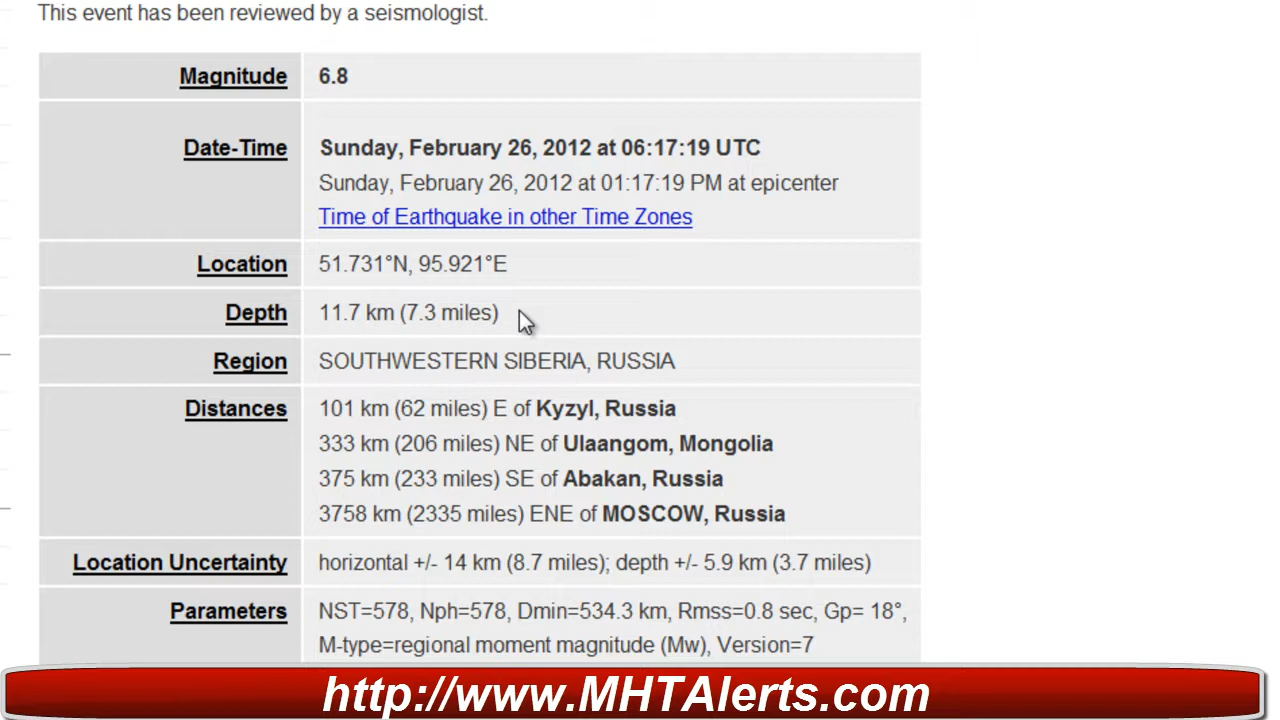 This event has been reviewed by a seismologist.
Magnitude 6.8
Date-Time Sunday, February 26, 2012 at 06:17:19 UTC
Sunday, February 26, 2012 at 01:17:19 PM at epicenter
Time of Earthquake in other Time Zones
Location 51.731°N, 95.921°E
Depth 11.7 km (7.3 miles)
Region SOUTHWESTERN SIBERIA, RUSSIA
Distances 101 km (62 miles) E of Kyzyl, Russia
333 km (206 miles) NE of Ulaangom, Mongolia
375 km (233 miles) SE of Abakan, Russia
3758 km (2335 miles) ENE of MOSCOW, Russia
Location Uncertainty horizontal +/- 14 km (8.7 miles); depth +/- 5.9 km (3.7 miles)
Parameters NST=578, Nph=578, Dmin=534.3 km, Rmss=0.8 sec, Gp= 18°,
M-type=regional moment magnitude (Mw), Version=7
http://www.MHTAlerts.com